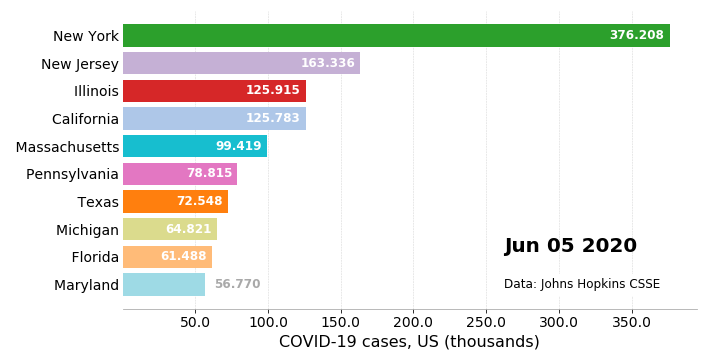 New York 376.208
New Jersey 163.336
Illinois 125.915
California 125.783
Massachusetts 99.419
Pennsylvania 78.815
Texas 72.548
Michigan 64.821
Florida 61.488
Maryland 56.770
Jun 05 2020
Data: Johns Hopkins CSSE
50.0 100.0 150.0 200.0 250.0 300.0 350.0
COVID-19 cases, US (thousands)